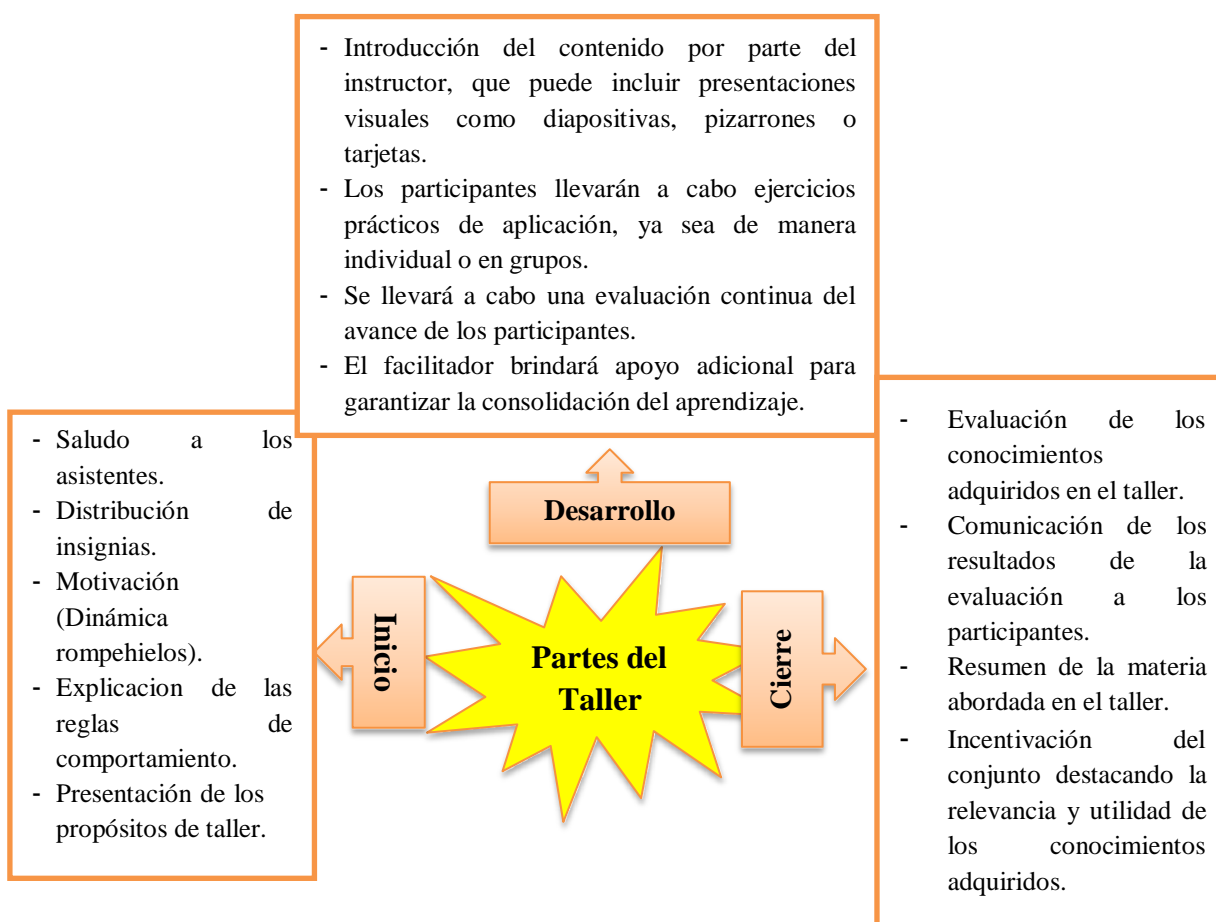 - Introducción del contenido por parte del
instructor, que puede incluir presentaciones
visuales como diapositivas, pizarrones o
tarjetas.
- Los participantes llevarán a cabo ejercicios
prácticos de aplicación, ya sea de manera
individual o en grupos.
- Se llevará a cabo una evaluación continua del
avance de los participantes.
- El facilitador brindará apoyo adicional para
garantizar la consolidación del aprendizaje.
- Saludo a los
asistentes.
- Distribución de
insignias.
- Motivación
(Dinámica
rompehielos).
- Explicacion de las
reglas de
comportamiento.
- Presentación de los
propósitos de taller.
Desarrollo
Inicio
Partes del
Taller
Cierre
- Evaluación de los
conocimientos
adquiridos en el taller.
- Comunicación de los
resultados de la
evaluación a los
participantes.
- Resumen de la materia
abordada en el taller.
- Incentivación del
conjunto destacando la
relevancia y utilidad de
los conocimientos
adquiridos.